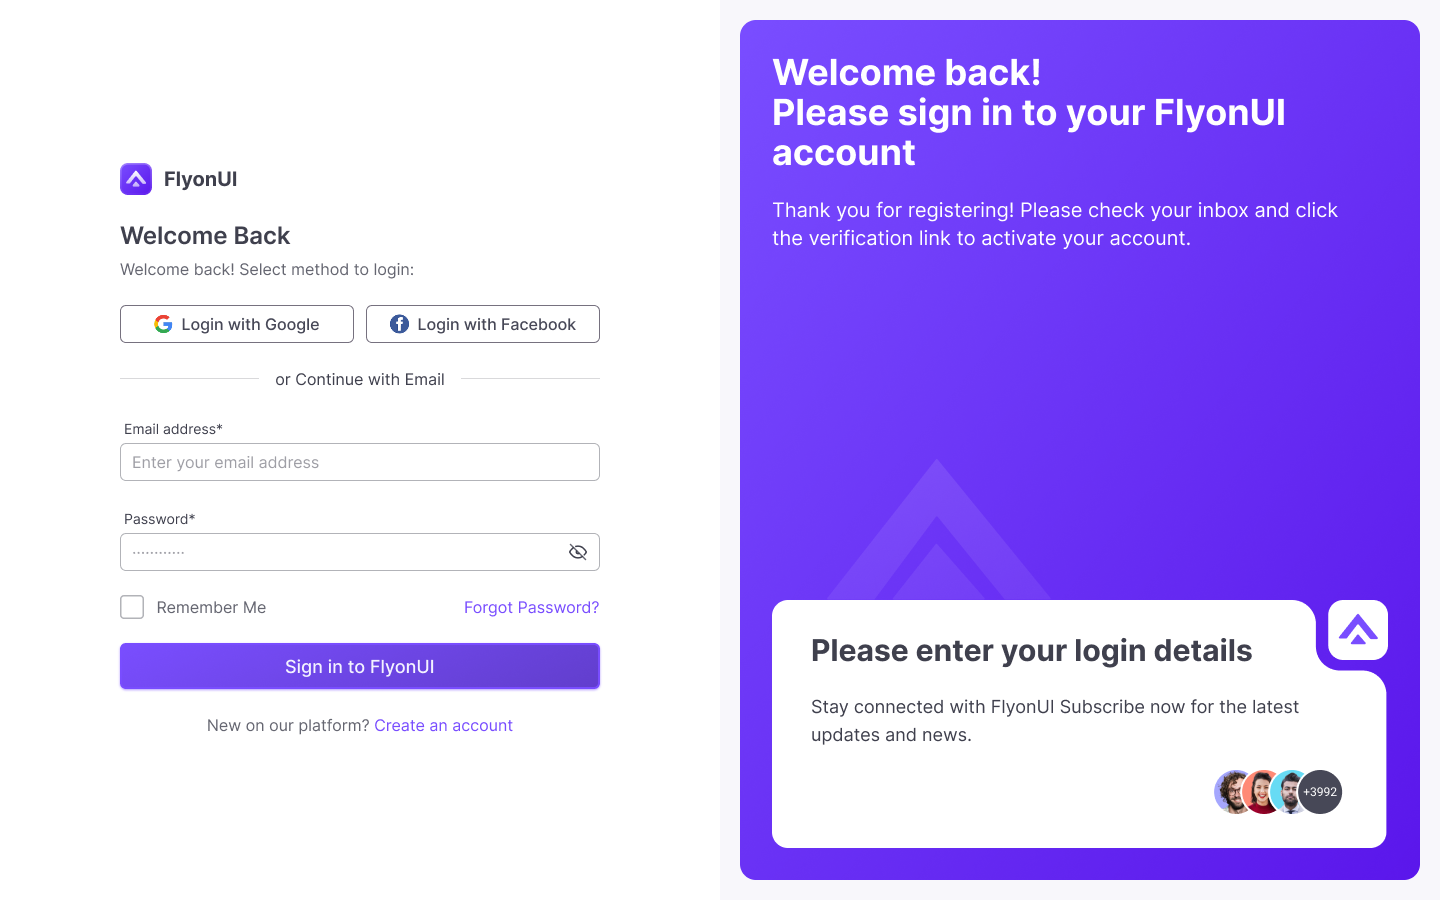 FlyonUI
Welcome Back
Welcome back! Select method to login:
Login with Google
Login with Facebook
or Continue with Email
Email address*
Enter your email address
Password*
············
Remember Me
Forgot Password?
Sign in to FlyonUI
New on our platform? Create an account
Welcome back!
Please sign in to your FlyonUI
account
Thank you for registering! Please check your inbox and click
the verification link to activate your account.
Please enter your login details
Stay connected with FlyonUI Subscribe now for the latest
updates and news.
+3992